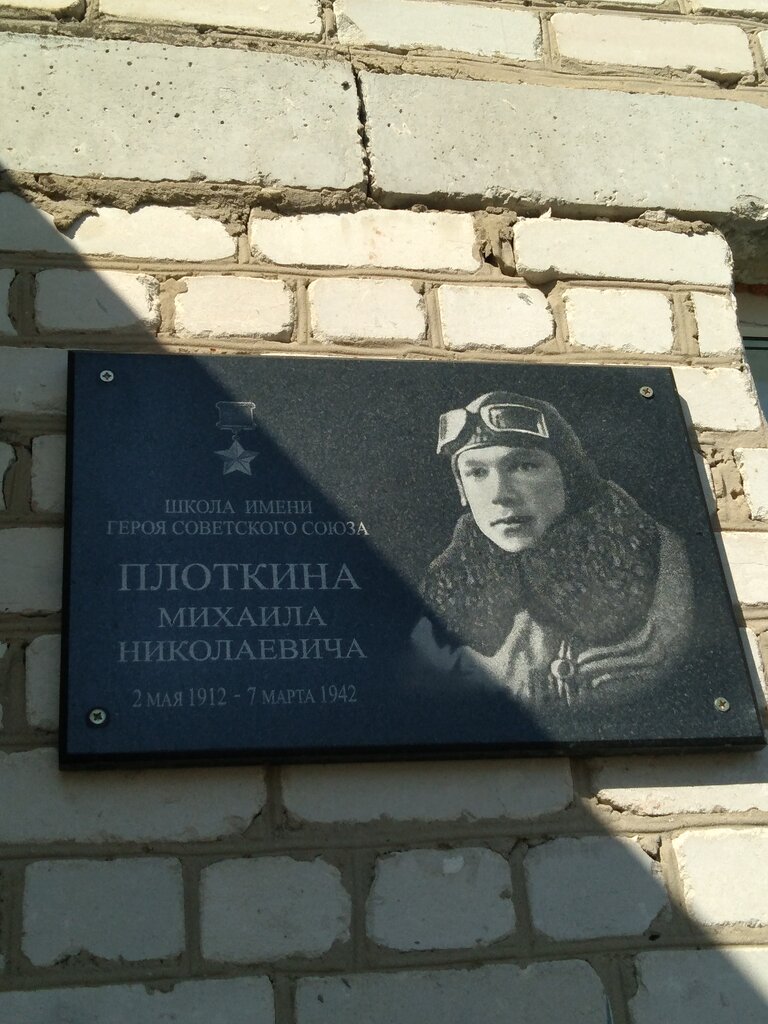 ШКОЛА ИМЕНИ
ГЕРОЯ СОВЕТСКОГО СОЮЗА
ПЛОТКИНА
МИХАИЛА
НИКОЛАЕВИЧА
2 МАЯ 1912 - 7 МАРТА 1942